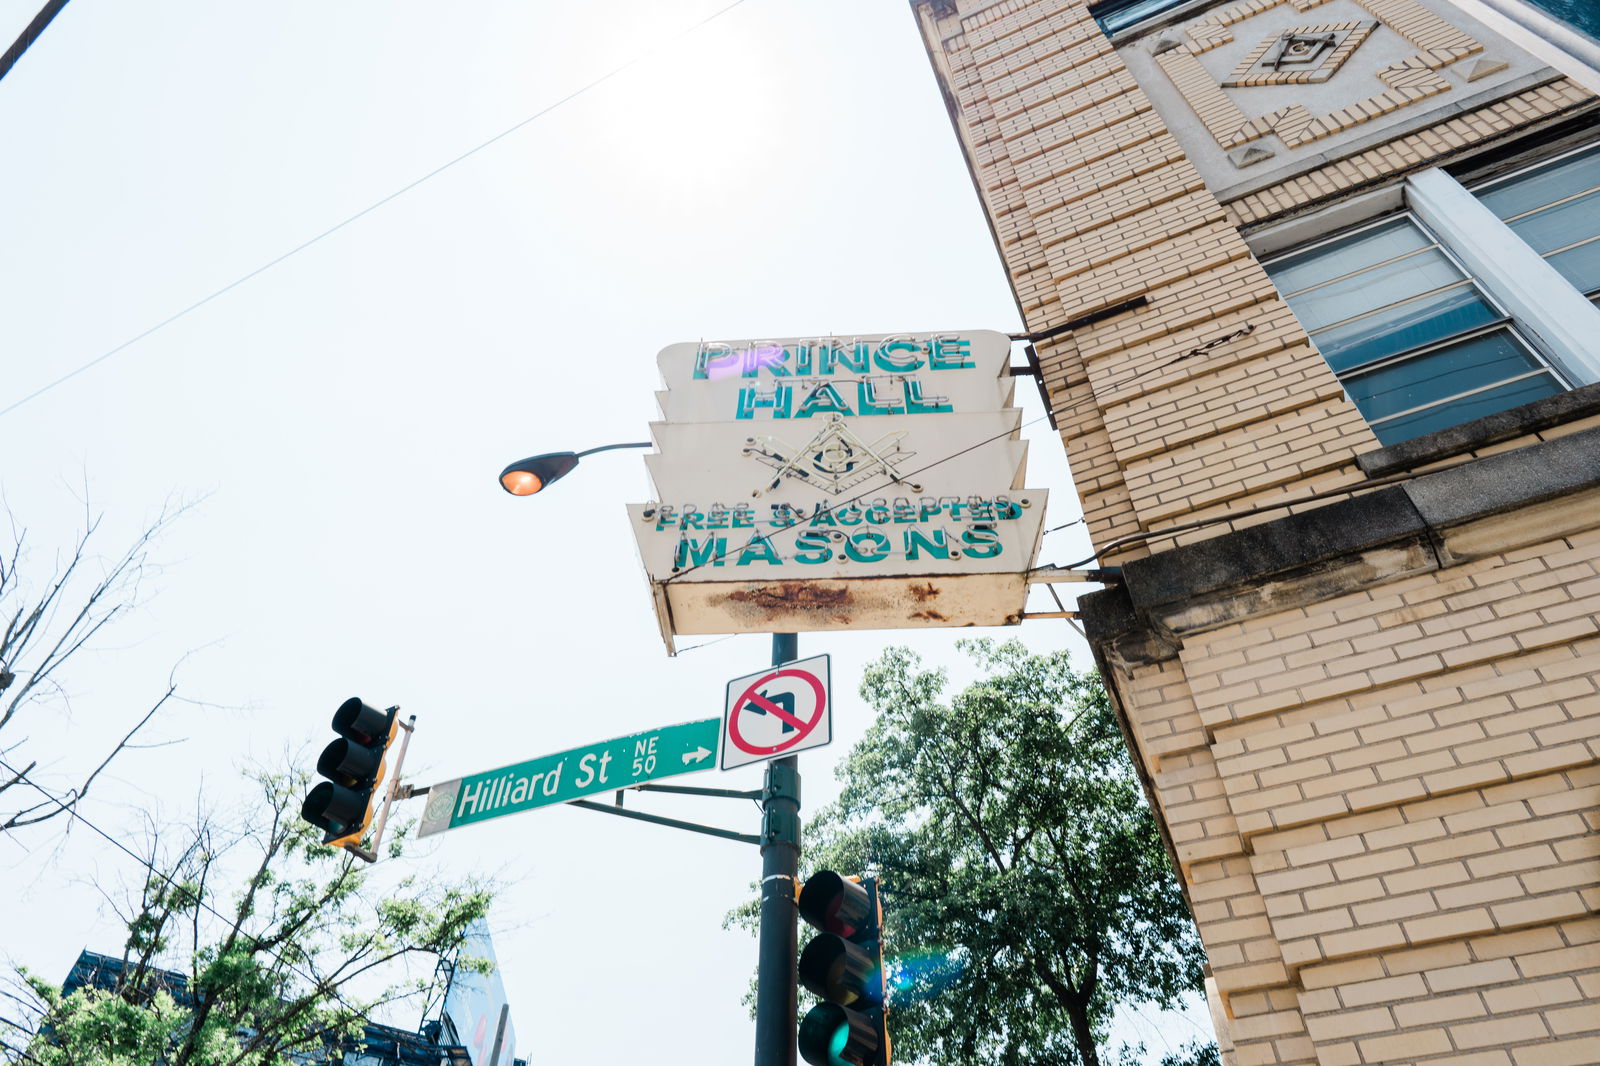 PRINCE
HALL
G
FREE & ACCEPTED
MASONS
Hilliard St NE 50
G